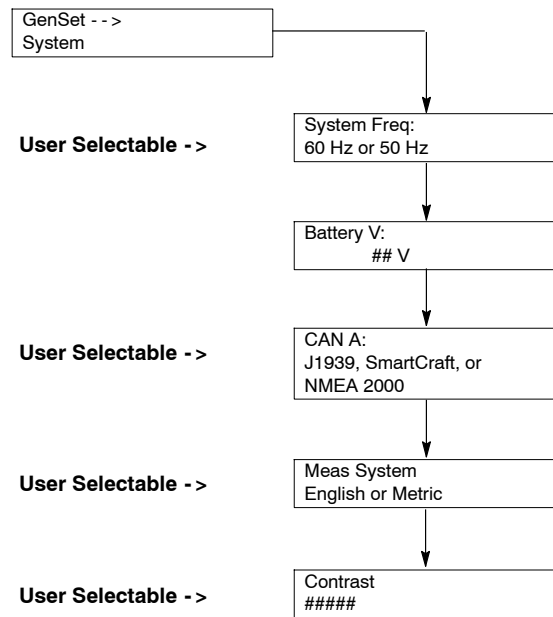 GenSet - - >
System
User Selectable - >
System Freq:
60 Hz or 50 Hz
Battery V:
## V
User Selectable - >
CAN A:
J1939, SmartCraft, or
NMEA 2000
User Selectable - >
Meas System
English or Metric
User Selectable - >
Contrast
#####